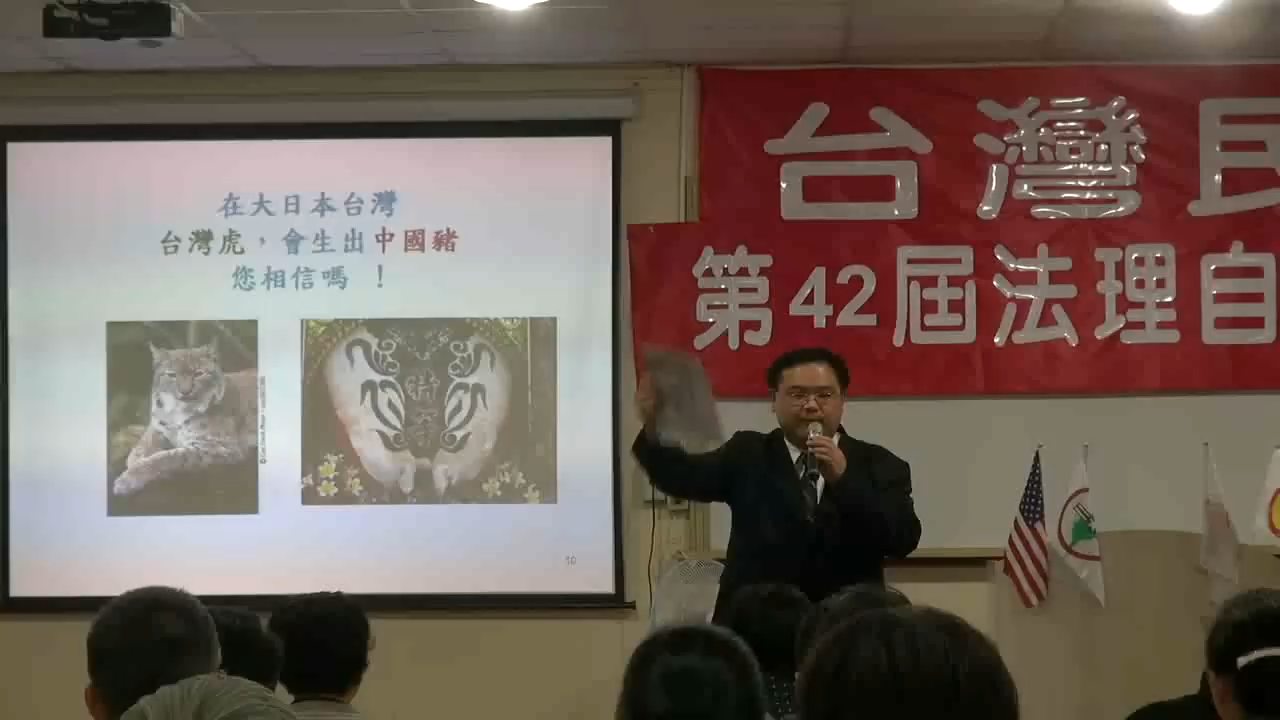 在大日本台灣
台灣虎，會生出中國豬
您相信嗎 ！
10
台灣民
第42屆法理自